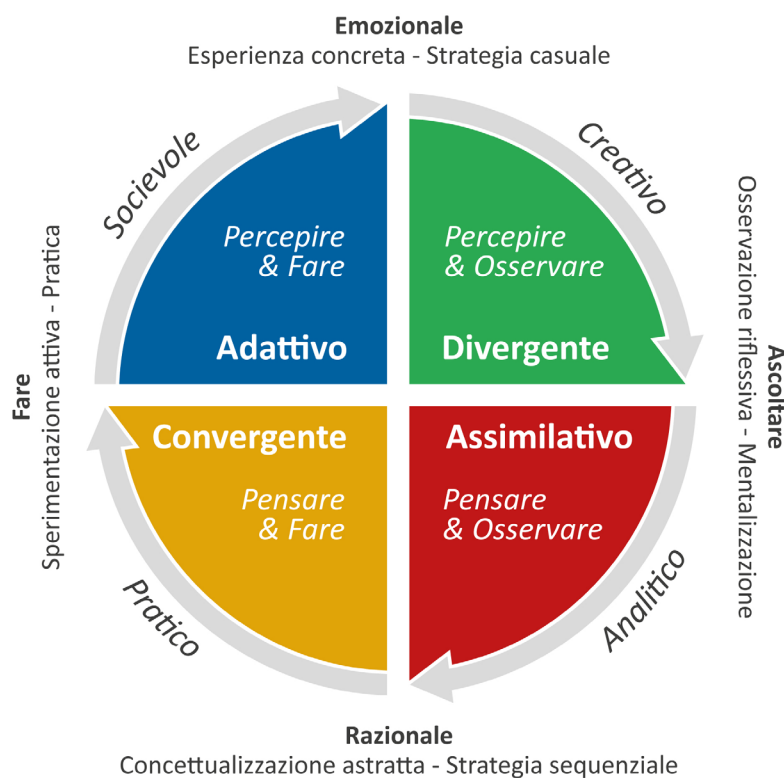 Emozionale
Esperienza concreta - Strategia casuale
Socievole
Creativo
Percepire
& Fare
Adattivo
Percepire
& Osservare
Divergente
Fare
Sperimentazione attiva - Pratica
Ascoltare
Osservazione riflessiva - Mentalizzazione
Convergente
Pensare
& Fare
Assimilativo
Pensare
& Osservare
Pratico
Analitico
Razionale
Concettualizzazione astratta - Strategia sequenziale